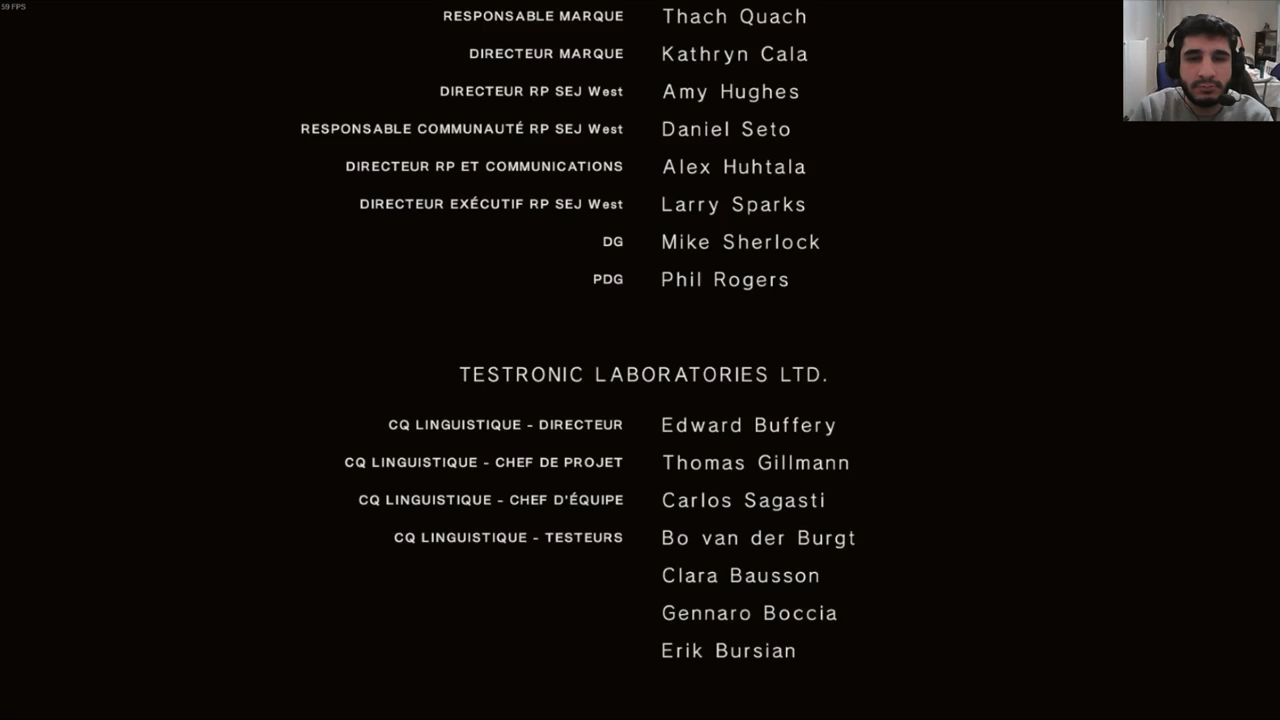 59 FPS
RESPONSABLE MARQUE Thach Quach
DIRECTEUR MARQUE Kathryn Cala
DIRECTEUR RP SEJ West Amy Hughes
RESPONSABLE COMMUNAUTÉ RP SEJ West Daniel Seto
DIRECTEUR RP ET COMMUNICATIONS Alex Huhtala
DIRECTEUR EXÉCUTIF RP SEJ West Larry Sparks
DG Mike Sherlock
PDG Phil Rogers
TESTRONIC LABORATORIES LTD.
CQ LINGUISTIQUE - DIRECTEUR Edward Buffery
CQ LINGUISTIQUE - CHEF DE PROJET Thomas Gillmann
CQ LINGUISTIQUE - CHEF D'ÉQUIPE Carlos Sagasti
CQ LINGUISTIQUE - TESTEURS Bo van der Burgt
Clara Bausson
Gennaro Boccia
Erik Bursian